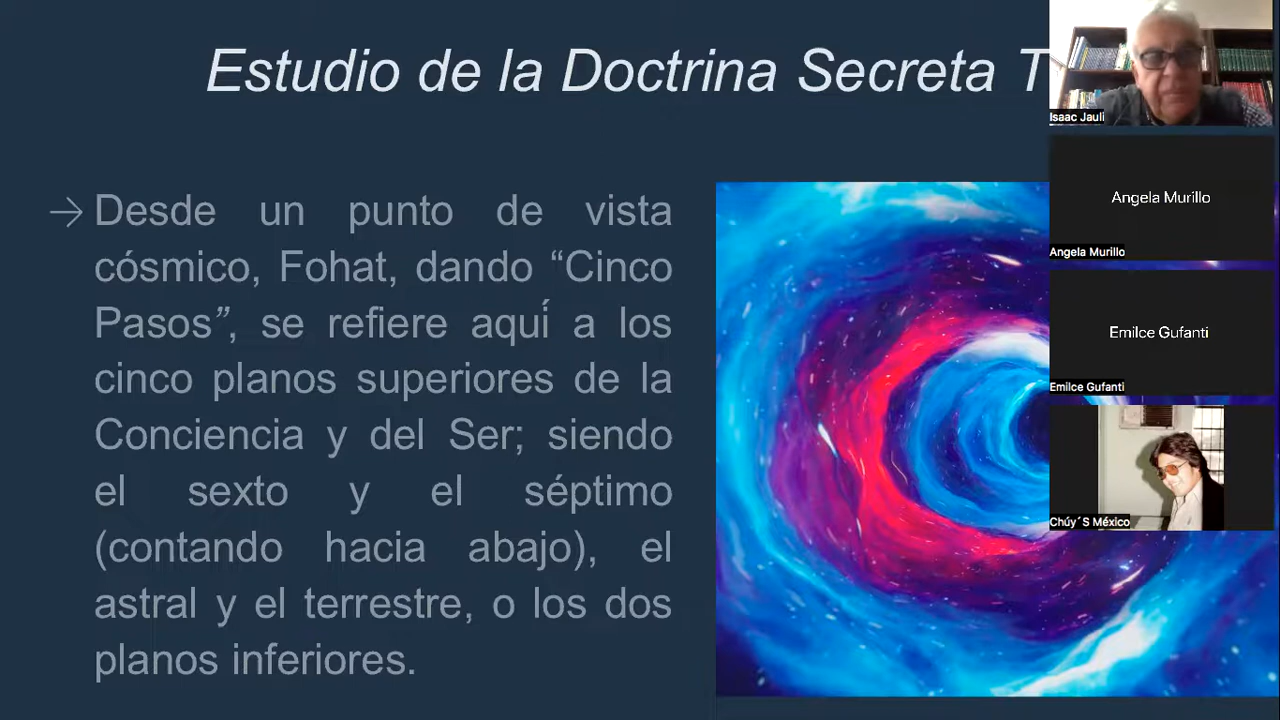 Estudio de la Doctrina Secreta T
→ Desde un punto de vista
cósmico, Fohat, dando “Cinco
Pasos”, se refiere aquí a los
cinco planos superiores de la
Conciencia y del Ser; siendo
el sexto y el séptimo
(contando hacia abajo), el
astral y el terrestre, o los dos
planos inferiores.
Isaac Jauli
Angela Murillo
Angela Murillo
Emilce Gufanti
Emilce Gufanti
Chúy´S México